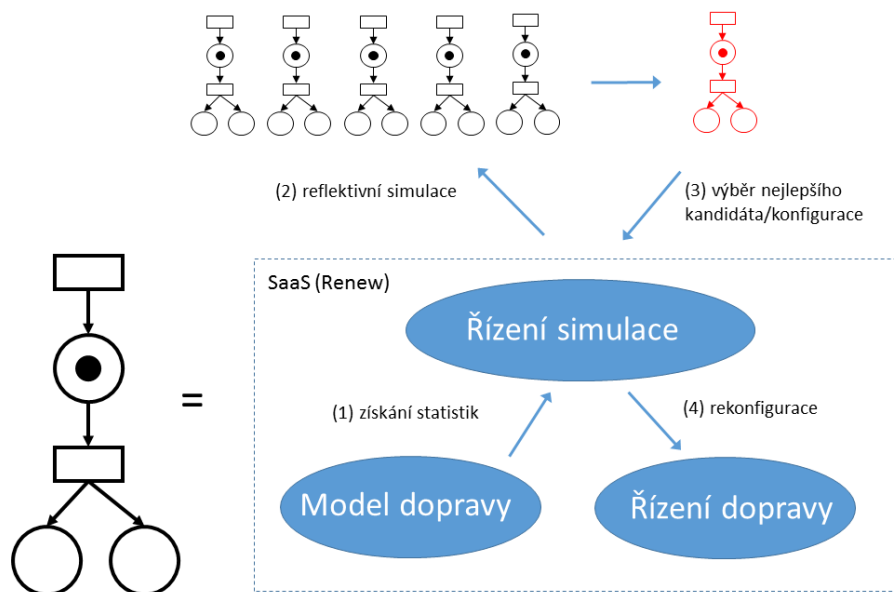 (2) reflektivní simulace
(3) výběr nejlepšího
kandidáta/konfigurace
SaaS (Renew)
Řízení simulace
=
(1) získání statistik
(4) rekonfigurace
Model dopravy
Řízení dopravy